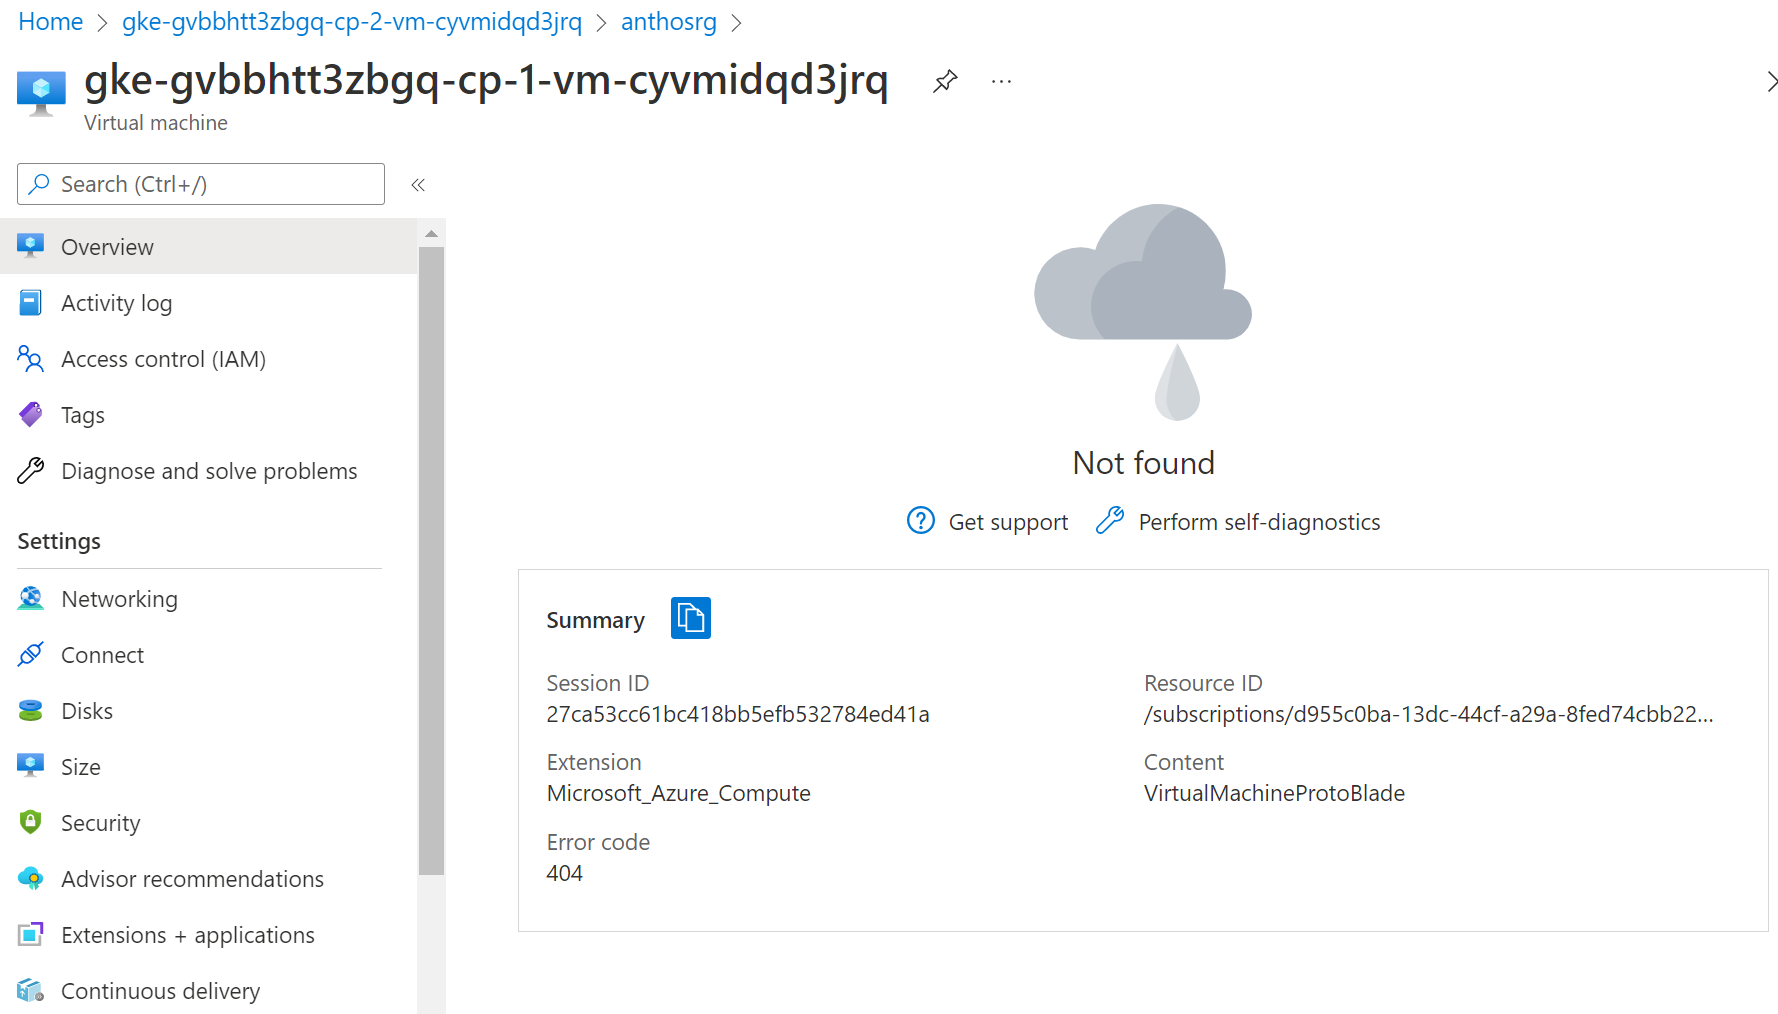 Home > gke-gvbbhtt3zbgq-cp-2-vm-cyvmidqd3jrq > anthosrg >
gke-gvbbhtt3zbgq-cp-1-vm-cyvmidqd3jrq ...
Virtual machine
Search (Ctrl+/) «
Overview
Activity log
Access control (IAM)
Tags
Diagnose and solve problems
Settings
Networking
Connect
Disks
Size
Security
Advisor recommendations
Extensions + applications
Continuous delivery
Not found
Get support Perform self-diagnostics
Summary
Session ID
27ca53cc61bc418bb5efb532784ed41a
Resource ID
/subscriptions/d955c0ba-13dc-44cf-a29a-8fed74cbb22...
Extension
Microsoft_Azure_Compute
Content
VirtualMachineProtoBlade
Error code
404